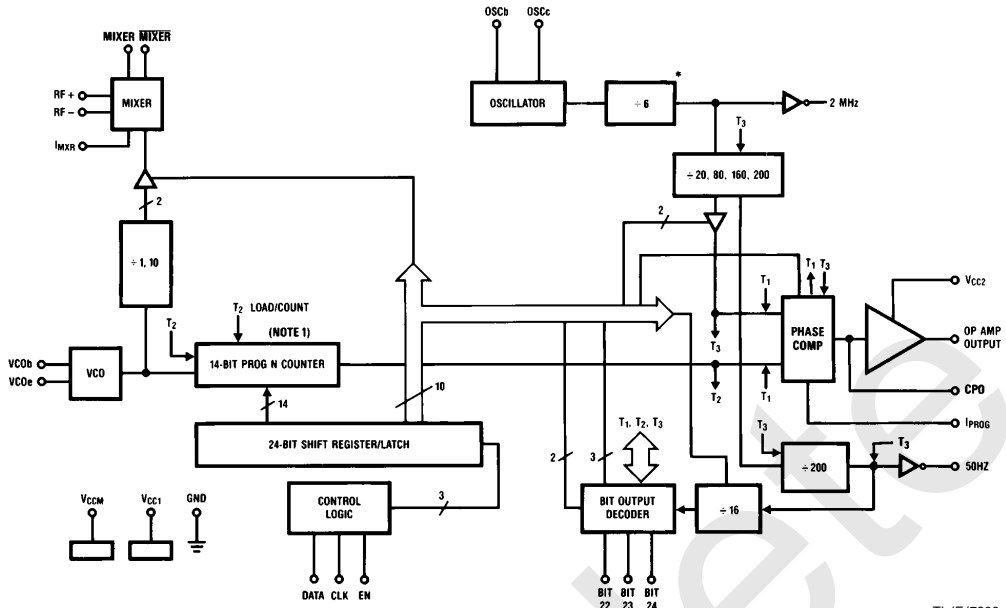 OSCb OSCc
MIXER M̅I̅X̅E̅R̅
*
MIXER
RF +
RF −
OSCILLATOR
÷ 6
2 MHz
IMXR
T3
÷ 20, 80, 160, 200
2
2
÷ 1, 10
T1 T3
T1
VCC2
T2 LOAD/COUNT
(NOTE 1)
T2
PHASE
COMP
OP AMP
OUTPUT
T3
VCOb
VCOe
VCO
14-BIT PROG N COUNTER
CPO
T2
T1
14
10
IPROG
T1, T2, T3
T3
T3
24-BIT SHIFT REGISTER/LATCH
2
3
÷ 200
50HZ
VCCM
VCC1
GND
CONTROL
LOGIC
3
BIT OUTPUT
DECODER
÷ 16
DATA CLK EN
BIT BIT BIT
22 23 24